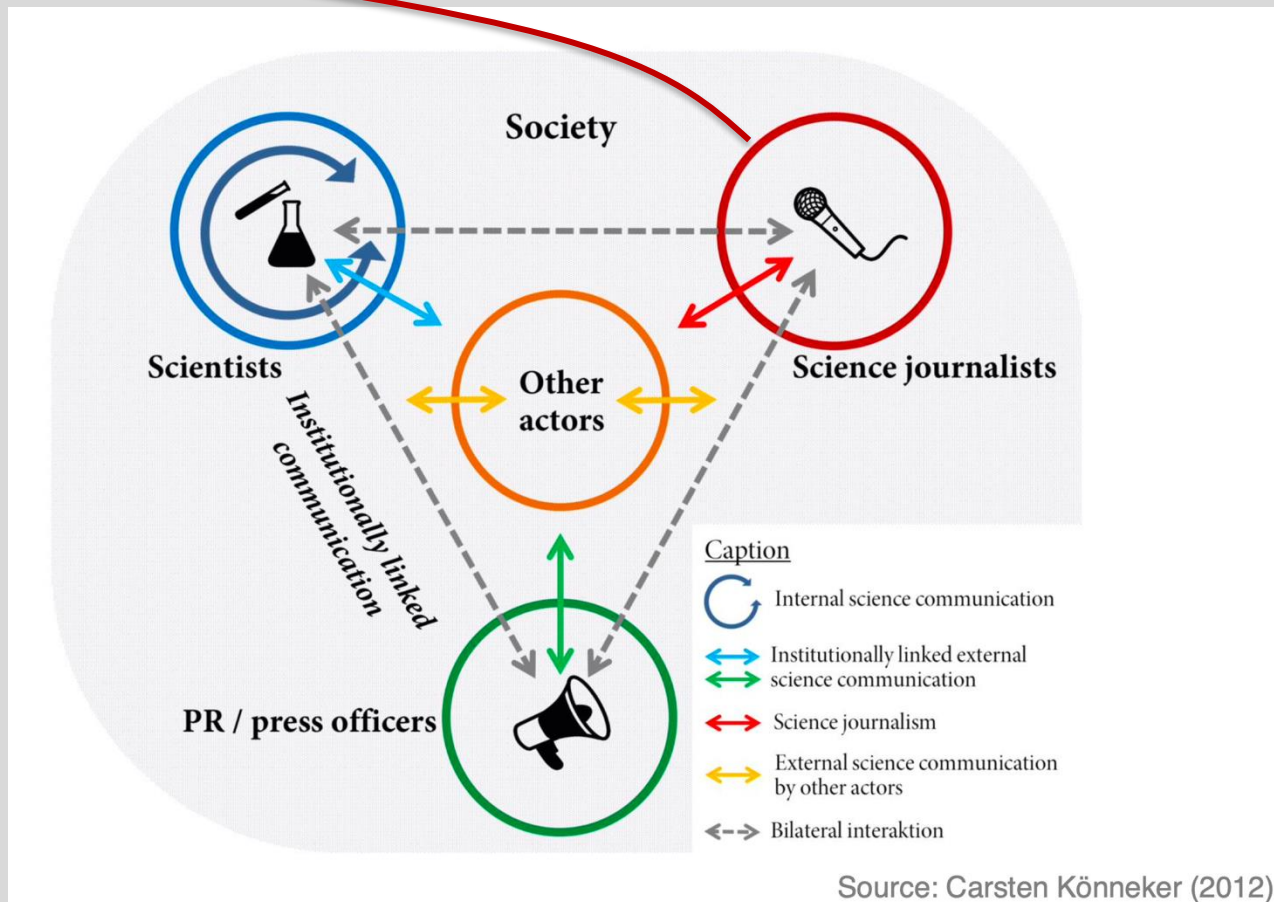 Society
Scientists
Science journalists
Other
actors
Institutionally linked
communication
PR / press officers
Caption
Internal science communication
Institutionally linked external
science communication
Science journalism
External science communication
by other actors
Bilateral interaktion
Source: Carsten Könneker (2012)